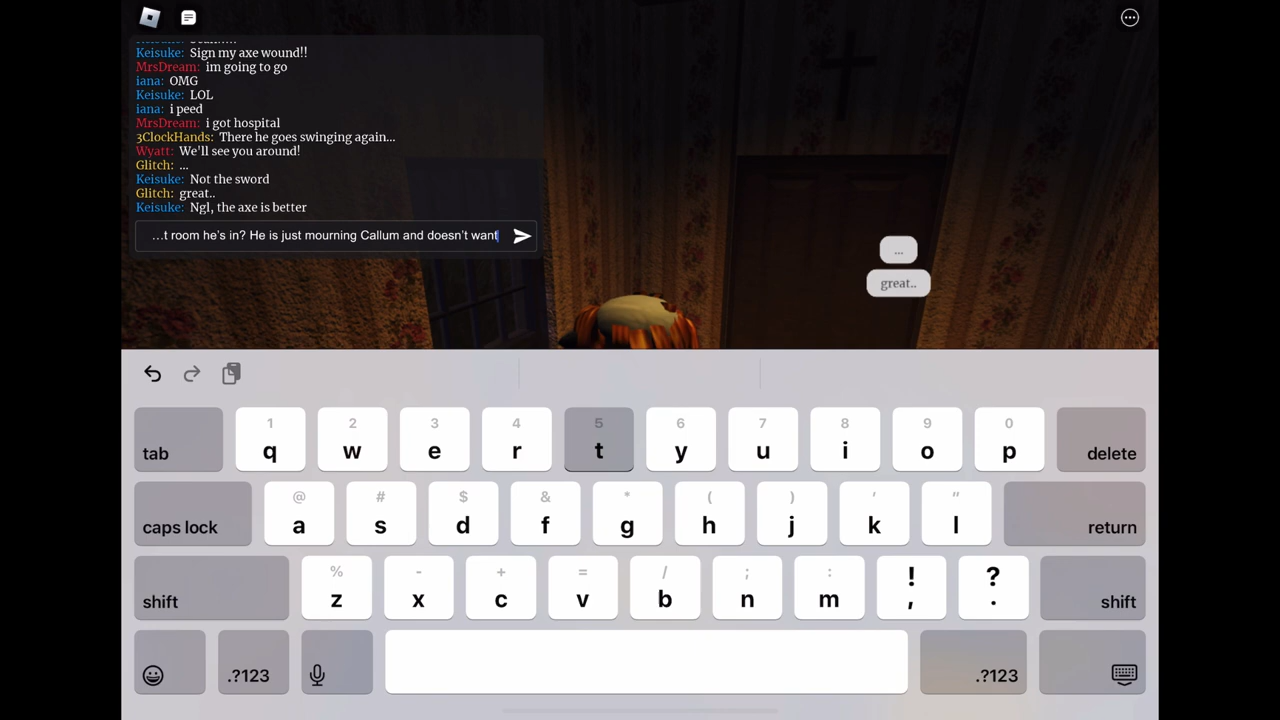 Keisuke: Sign my axe wound!!
MrsDream: im going to go
iana: OMG
Keisuke: LOL
iana: i peed
MrsDream: i got hospital
3ClockHands: There he goes swinging again...
Wyatt: We'll see you around!
Glitch: ...
Keisuke: Not the sword
Glitch: great..
Keisuke: Ngl, the axe is better
...t room he's in? He is just mourning Callum and doesn't want
...
great..
1 2 3 4 5 6 7 8 9 0
tab q w e r t y u i o p delete
@ # $ & * ( ) ' "
caps lock a s d f g h j k l return
% - + = / ; : ! ?
shift z x c v b n m , . shift
.?123 .?123